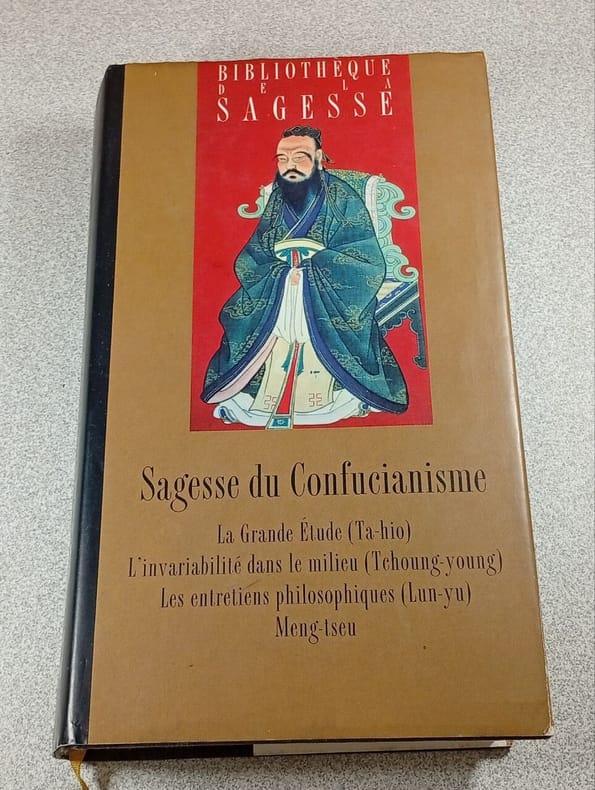 BIBLIOTHÈQUE
DE LA
SAGESSE
Sagesse du Confucianisme
La Grande Étude (Ta-hio)
L'invariabilité dans le milieu (Tchoung-young)
Les entretiens philosophiques (Lun-yu)
Meng-tseu